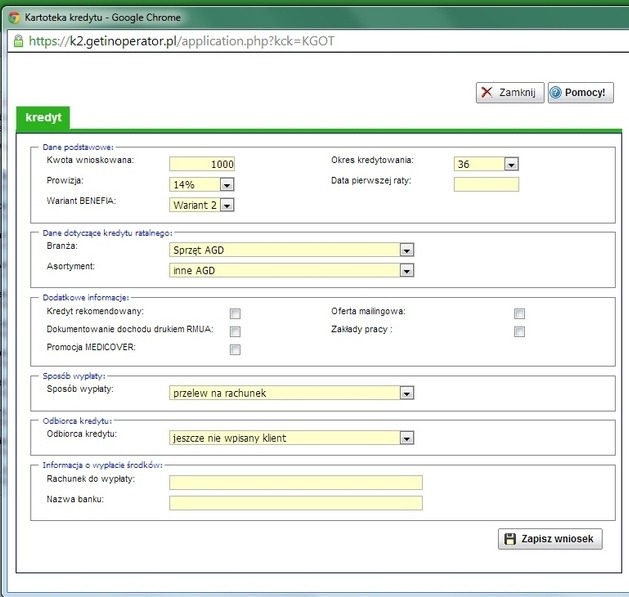 Kartoteka kredytu - Google Chrome
https://k2.getinoperator.pl/application.php?kck=KGOT
Zamknij Pomocy!
kredyt
Dane podstawowe:
Kwota wnioskowana: 1000 Okres kredytowania: 36
Prowizja: 14% Data pierwszej raty:
Wariant BENEFIA: Wariant 2
Dane dotyczące kredytu ratalnego:
Branża: Sprzęt AGD
Asortyment: inne AGD
Dodatkowe informacje:
Kredyt rekomendowany: Oferta mailingowa:
Dokumentowanie dochodu drukiem RMUA: Zakłady pracy :
Promocja MEDICOVER:
Sposób wypłaty:
Sposób wypłaty: przelew na rachunek
Odbiorca kredytu:
Odbiorca kredytu: jeszcze nie wpisany klient
Informacja o wypłacie środków:
Rachunek do wypłaty:
Nazwa banku:
Zapisz wniosek